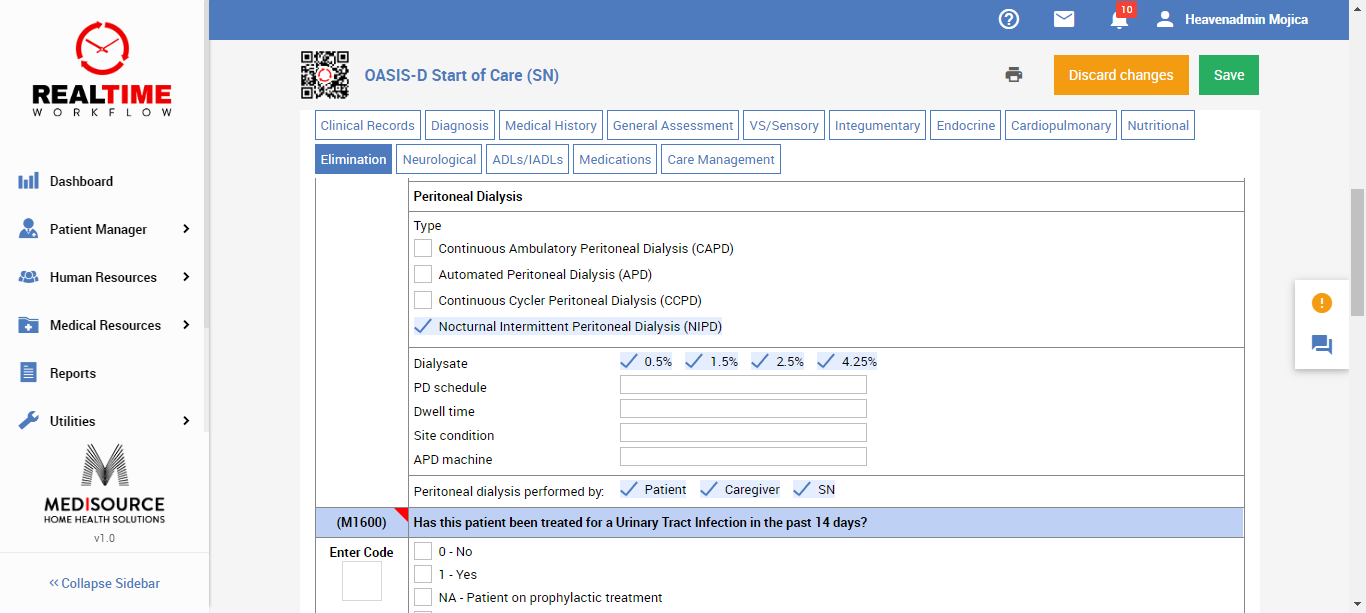 10
Heavenadmin Mojica
REALTIME
WORKFLOW
OASIS-D Start of Care (SN)
Discard changes
Save
Clinical Records
Diagnosis
Medical History
General Assessment
VS/Sensory
Integumentary
Endocrine
Cardiopulmonary
Nutritional
Elimination
Neurological
ADLs/IADLs
Medications
Care Management
Dashboard
Patient Manager
Human Resources
Medical Resources
Reports
Utilities
MEDISOURCE
HOME HEALTH SOLUTIONS
v1.0
<< Collapse Sidebar
Peritoneal Dialysis
Type
Continuous Ambulatory Peritoneal Dialysis (CAPD)
Automated Peritoneal Dialysis (APD)
Continuous Cycler Peritoneal Dialysis (CCPD)
Nocturnal Intermittent Peritoneal Dialysis (NIPD)
Dialysate 0.5% 1.5% 2.5% 4.25%
PD schedule
Dwell time
Site condition
APD machine
Peritoneal dialysis performed by: Patient Caregiver SN
(M1600) Has this patient been treated for a Urinary Tract Infection in the past 14 days?
Enter Code
0 - No
1 - Yes
NA - Patient on prophylactic treatment